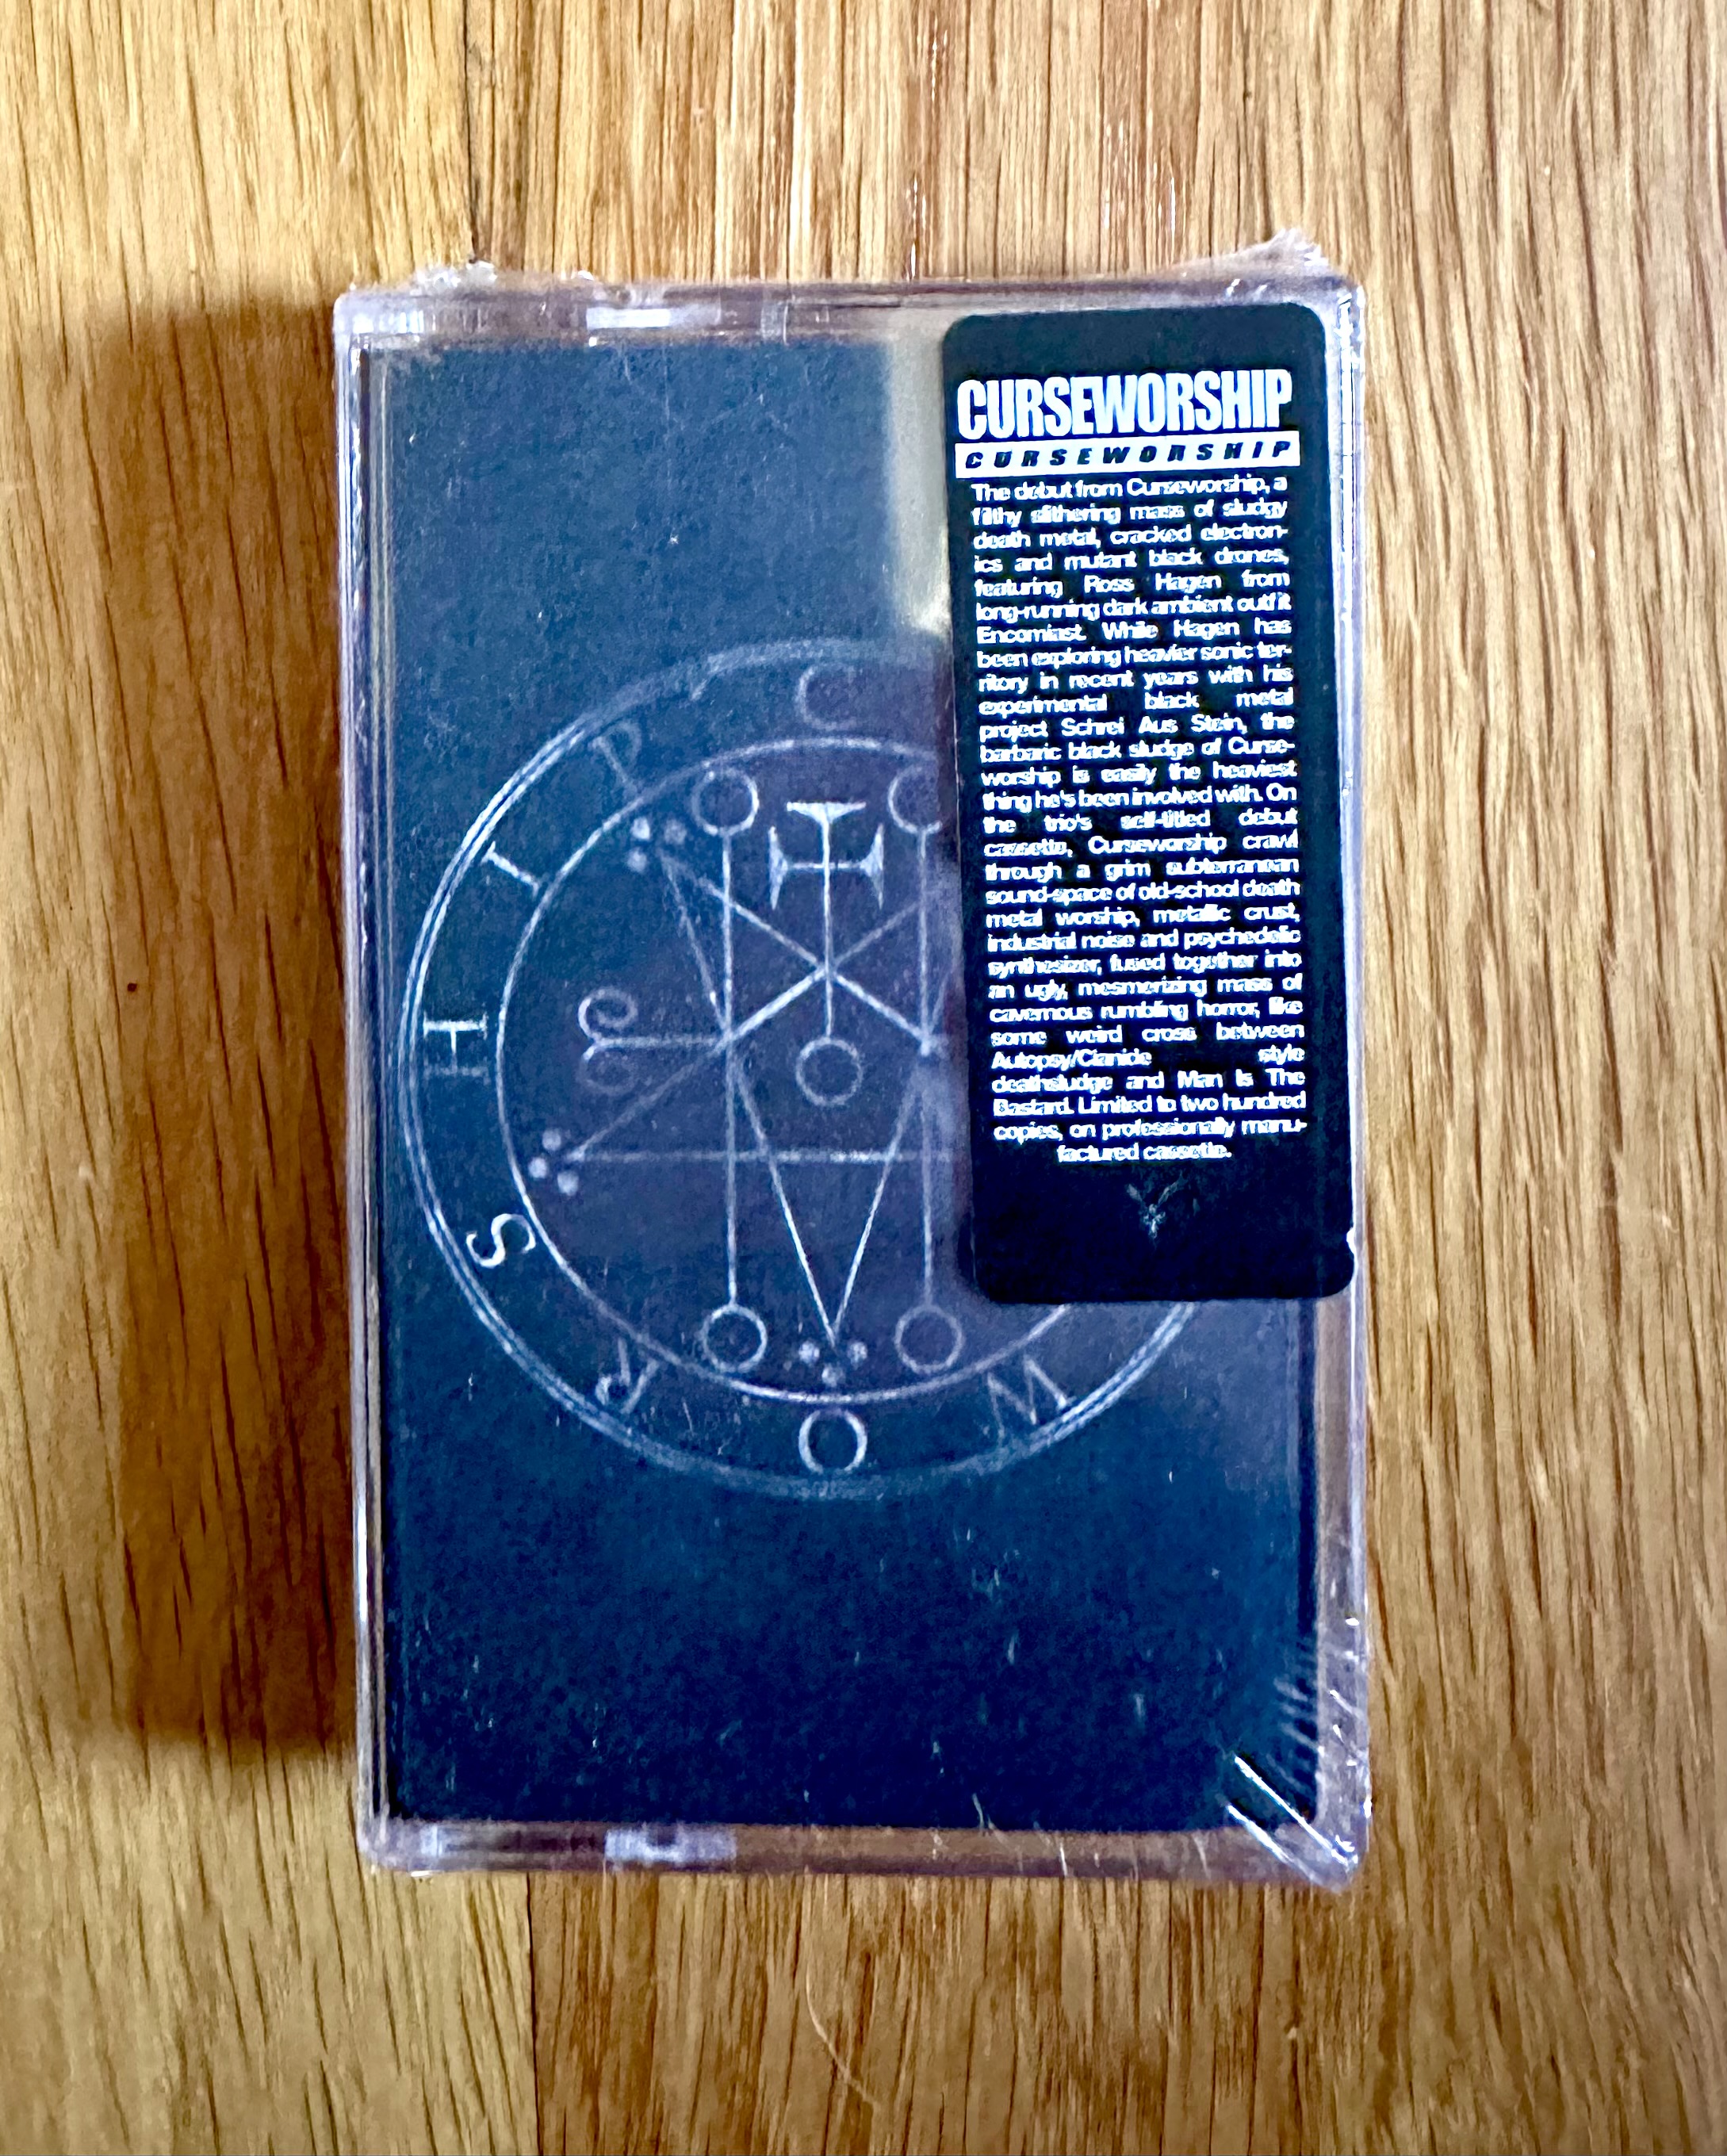 CURSEWORSHIP
CURSEWORSHIP
The debut from Curseworship, a
filthy slithering mass of sludgy
death metal, cracked electron-
ics and mutant black drones,
featuring Ross Hagen from
long-running dark ambient outfit
Encomiast. While Hagen has
been exploring heavier sonic ter-
ritory in recent years with his
experimental black metal
project Schrei Aus Stein, the
barbaric black sludge of Curse-
worship is easily the heaviest
thing he's been involved with. On
the trio's self-titled debut
cassette, Curseworship crawl
through a grim subterranean
sound-space of old-school death
metal worship, metallic crust,
industrial noise and psychedelic
synthesizer, fused together into
an ugly, mesmerizing mass of
cavernous rumbling horror, like
some weird cross between
Autopsy/Cianide style
deathsludge and Man Is The
Bastard. Limited to two hundred
copies, on professionally manu-
factured cassette.
C W O R S H I P